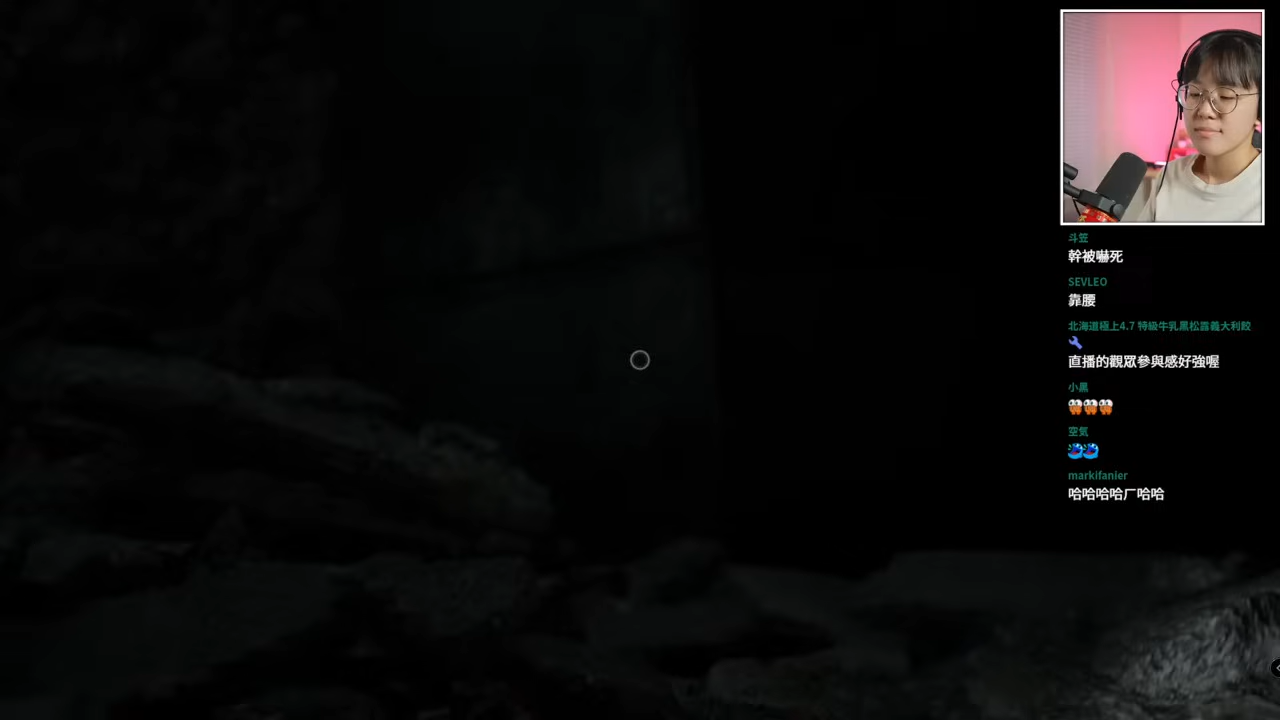 斗笠
幹被嚇死
SEVLEO
靠腰
北海道極上4.7 特級牛乳黑松露義大利餃
直播的觀眾參與感好強喔
小黒
空気
markifanier
哈哈哈哈厂哈哈